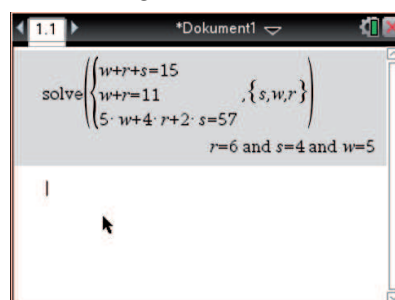 1.1 *Dokument1
w+r+s=15
solve( w+r=11 ,{s,w,r})
5·w+4·r+2·s=57
r=6 and s=4 and w=5